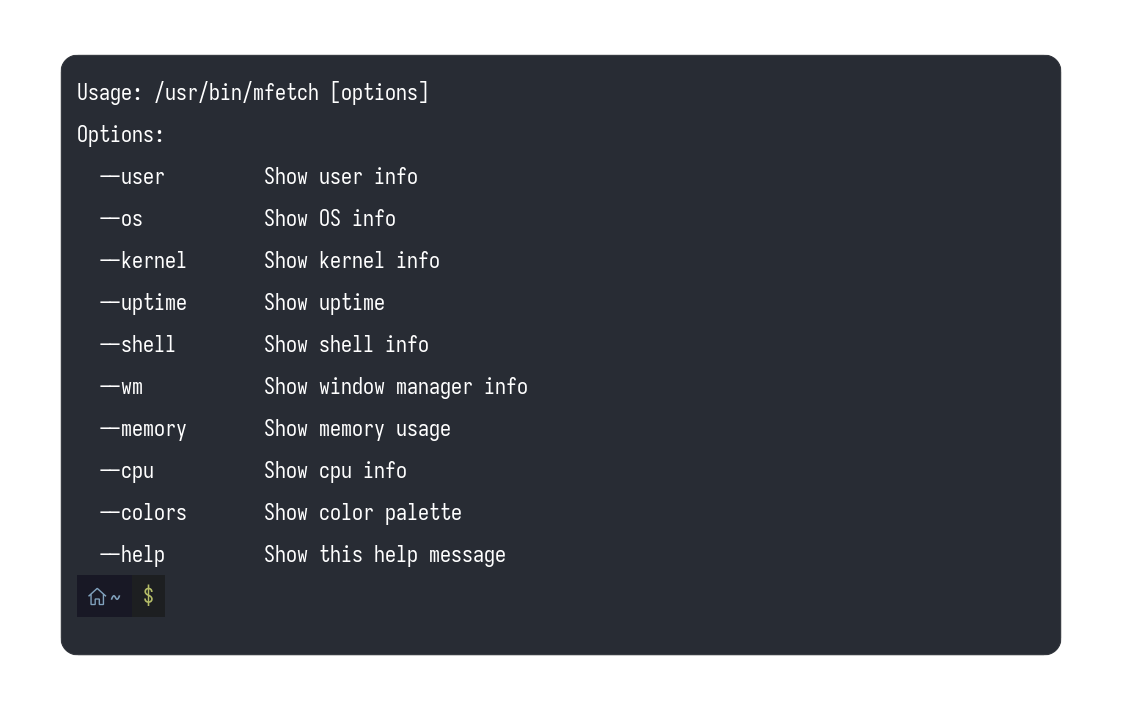 Usage: /usr/bin/mfetch [options]
Options:
  --user         Show user info
  --os           Show OS info
  --kernel       Show kernel info
  --uptime       Show uptime
  --shell        Show shell info
  --wm           Show window manager info
  --memory       Show memory usage
  --cpu          Show cpu info
  --colors       Show color palette
  --help         Show this help message
~ $